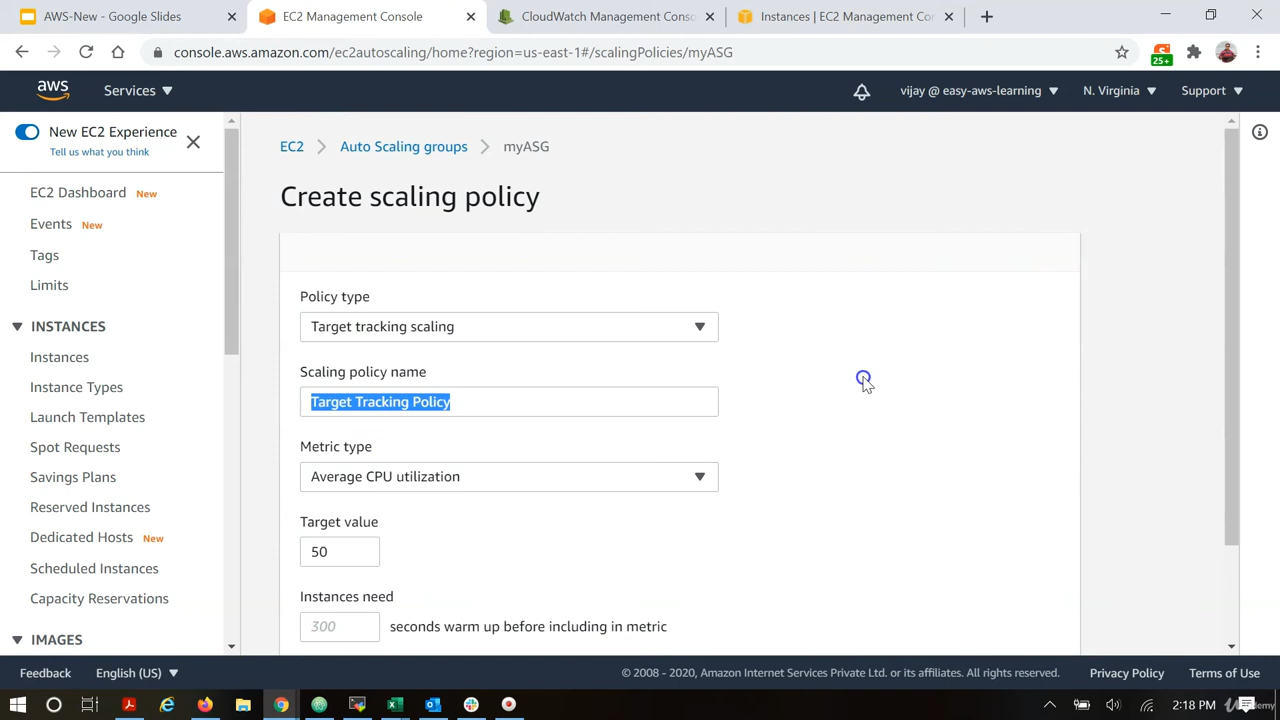 AWS-New - Google Slides
EC2 Management Console
CloudWatch Management Conso
Instances | EC2 Management Con
console.aws.amazon.com/ec2autoscaling/home?region=us-east-1#/scalingPolicies/myASG
25+
aws
Services
vijay @ easy-aws-learning
N. Virginia
Support
New EC2 Experience
Tell us what you think
EC2 Dashboard New
Events New
Tags
Limits
INSTANCES
Instances
Instance Types
Launch Templates
Spot Requests
Savings Plans
Reserved Instances
Dedicated Hosts New
Scheduled Instances
Capacity Reservations
IMAGES
EC2
Auto Scaling groups
myASG
Create scaling policy
Policy type
Target tracking scaling
Scaling policy name
Target Tracking Policy
Metric type
Average CPU utilization
Target value
50
Instances need
300 seconds warm up before including in metric
Feedback
English (US)
© 2008 - 2020, Amazon Internet Services Private Ltd. or its affiliates. All rights reserved.
Privacy Policy
Terms of Use
2:18 PM